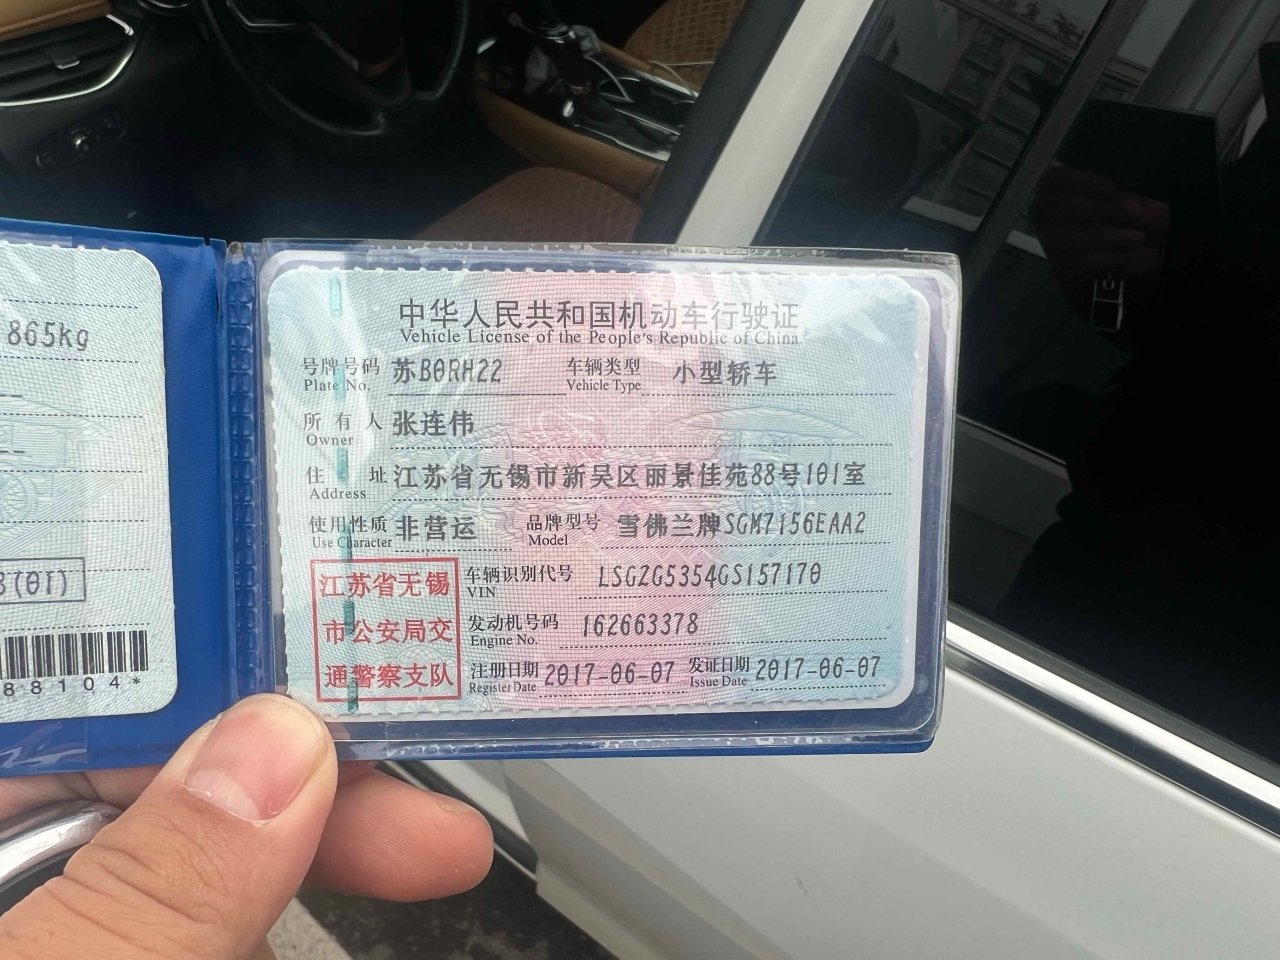 865kg
3(01)
88104*
中华人民共和国机动车行驶证
Vehicle License of the People's Republic of China
号牌号码 苏B0RH22 车辆类型 小型轿车
Plate No. Vehicle Type
所有人 张连伟
Owner
住址 江苏省无锡市新吴区丽景佳苑88号101室
Address
使用性质 非营运 品牌型号 雪佛兰牌SGM7156EAA2
Use Character Model
江苏省无锡
市公安局交
通警察支队
车辆识别代号 LSGZG5354GS157170
VIN
发动机号码 162663378
Engine No.
注册日期 2017-06-07 发证日期 2017-06-07
Register Date Issue Date